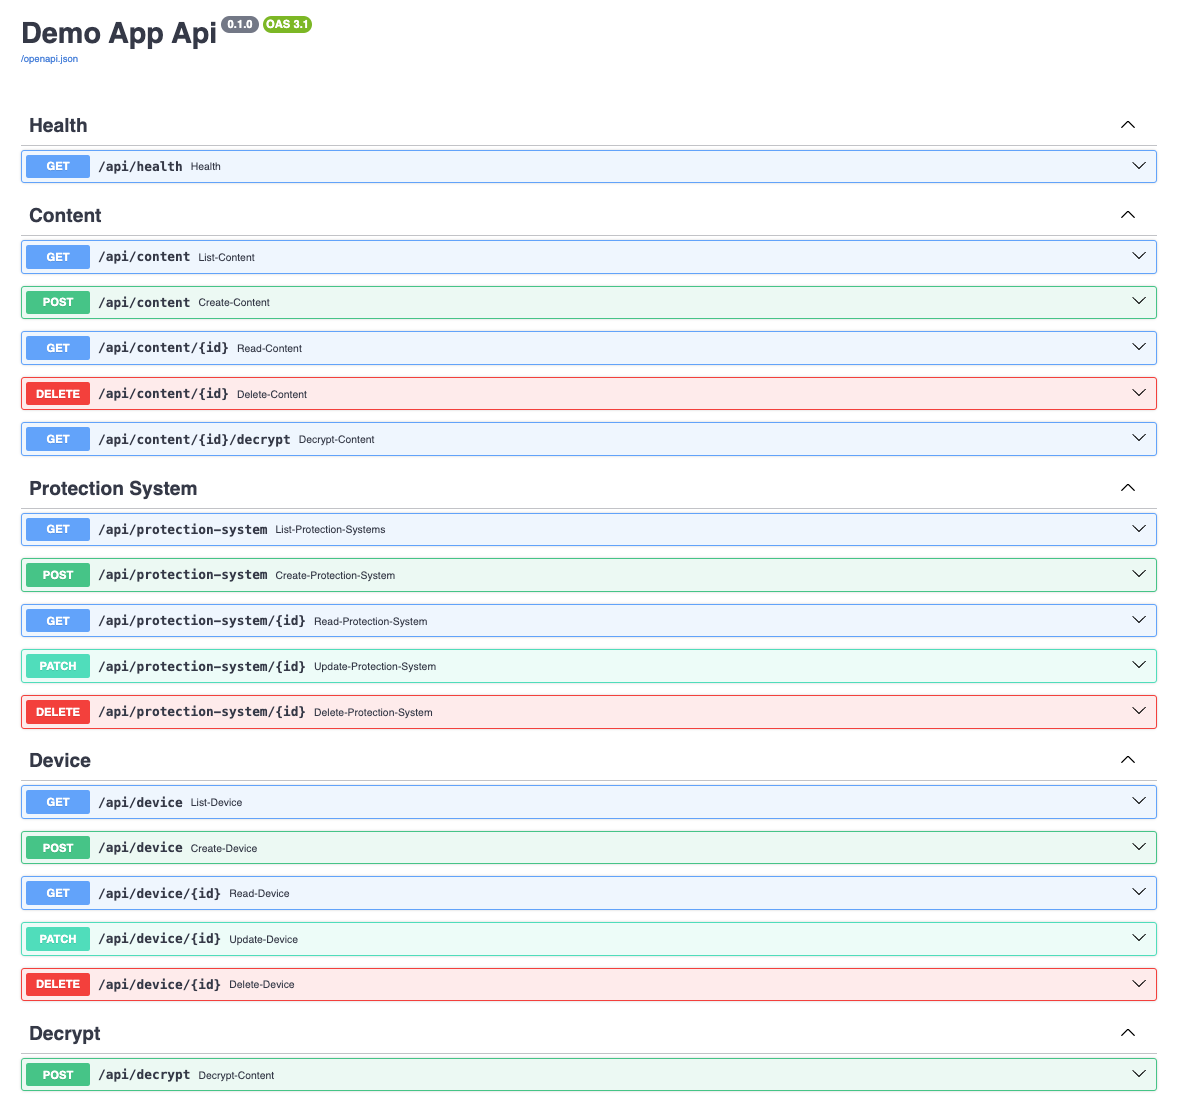 Demo App Api 0.1.0 OAS 3.1
/openapi.json
Health
GET /api/health Health
Content
GET /api/content List-Content
POST /api/content Create-Content
GET /api/content/{id} Read-Content
DELETE /api/content/{id} Delete-Content
GET /api/content/{id}/decrypt Decrypt-Content
Protection System
GET /api/protection-system List-Protection-Systems
POST /api/protection-system Create-Protection-System
GET /api/protection-system/{id} Read-Protection-System
PATCH /api/protection-system/{id} Update-Protection-System
DELETE /api/protection-system/{id} Delete-Protection-System
Device
GET /api/device List-Device
POST /api/device Create-Device
GET /api/device/{id} Read-Device
PATCH /api/device/{id} Update-Device
DELETE /api/device/{id} Delete-Device
Decrypt
POST /api/decrypt Decrypt-Content